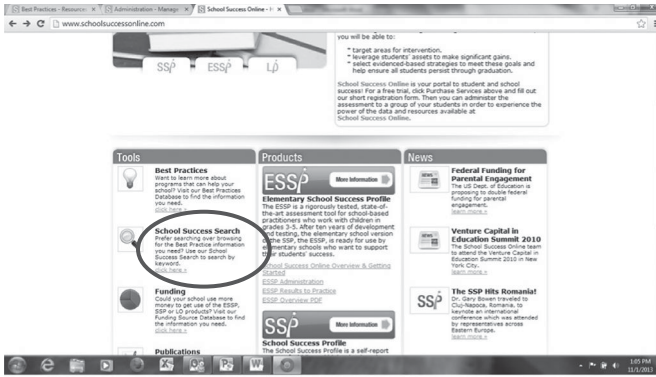 Best Practices - Resources
Administration - Manage
School Success Online - H
www.schoolsuccessonline.com
you will be able to:
* target areas for intervention.
* leverage students' assets to make significant gains.
* select evidenced-based strategies to meet these goals and
help ensure all students persist through graduation.
School Success Online is your portal to student and school
success! For a free trial, click Purchase Services above and fill out
our short registration form. Then you can administer the
assessment to a group of your students in order to experience the
power of the data and resources available at
School Success Online.
SSP
ESSP
LO
Tools
Best Practices
Want to learn more about
programs that can help your
school? Visit our Best Practices
Database to find the information
you need.
click here »
School Success Search
Prefer searching over browsing
for the Best Practice information
you need? Use our School
Success Search to search by
keyword.
click here »
Funding
Could your school use more
money to get use of the ESSP,
SSP or LO products? Visit our
Funding Source Database to find
the information you need.
click here »
Publications
Products
ESSP
More Information
Elementary School Success Profile
The ESSP is a rigorously tested, state-of-
the-art assessment tool for school-based
practitioners who work with children in
grades 3-5. After ten years of development
and testing, the elementary school version
of the SSP, the ESSP, is ready for use by
elementary schools who want to support
their students' success.
School Success Online Overview & Getting
Started
ESSP Administration
ESSP Results to Practice
ESSP Overview PDF
SSP
More Information
School Success Profile
The School Success Profile is a self-report
News
NEWS
Federal Funding for
Parental Engagement
The US Dept. of Education is
proposing to double federal
funding for parental
engagement.
learn more »
NEWS
Venture Capital in
Education Summit 2010
The School Success Online team
to attend the Venture Capital in
Education Summit 2010 in New
York City.
learn more »
SSP
The SSP Hits Romania!
Dr. Gary Bowen traveled to
Cluj-Napoca, Romania, to
keynote an international
conference which was attended
by representatives across
Eastern Europe.
learn more »
1:05 PM
11/1/2013